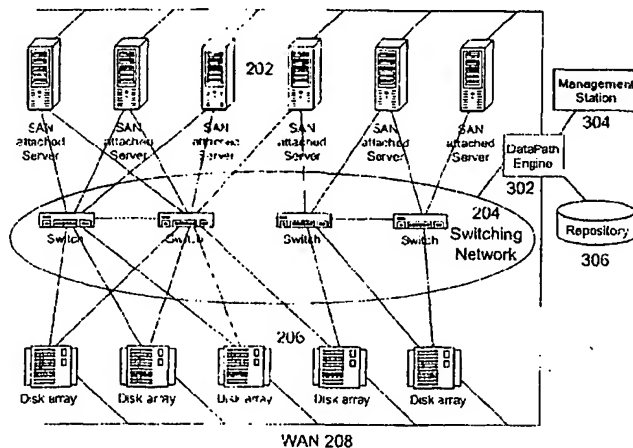 202
Management
Station
304
SAN
attached
Server
SAN
attached
Server
SAN
attached
Server
SAN
attached
Server
SAN
attached
Server
SAN
attached
Server
DataPath
Engine
302
Repository
306
204
Switching
Network
Switch
Switch
Switch
Switch
206
Disk array
Disk array
Disk array
Disk array
Disk array
WAN 208